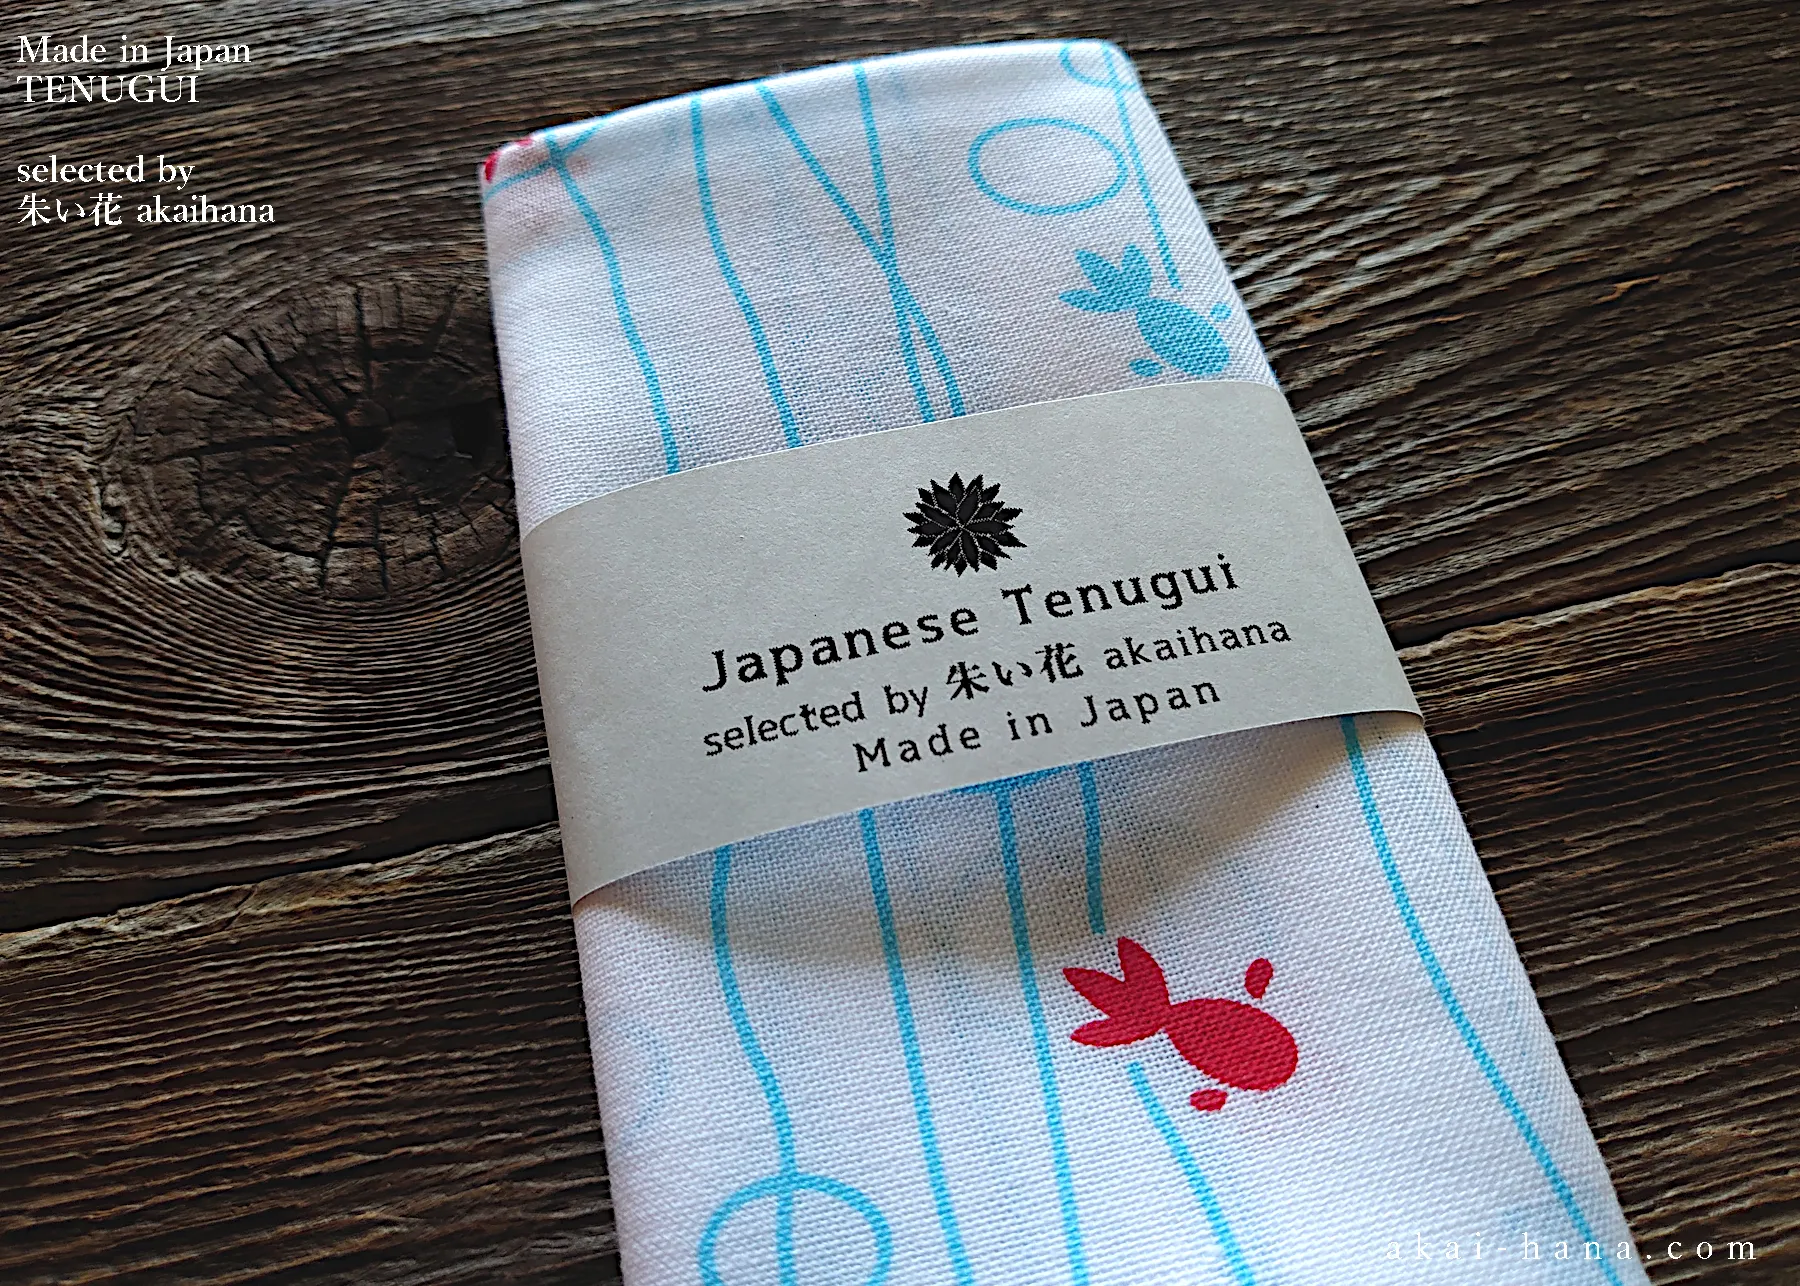 Made in Japan
TENUGUI
selected by
朱い花 akaihana
Japanese Tenugui
selected by 朱い花 akaihana
Made in Japan
akai-hana.com